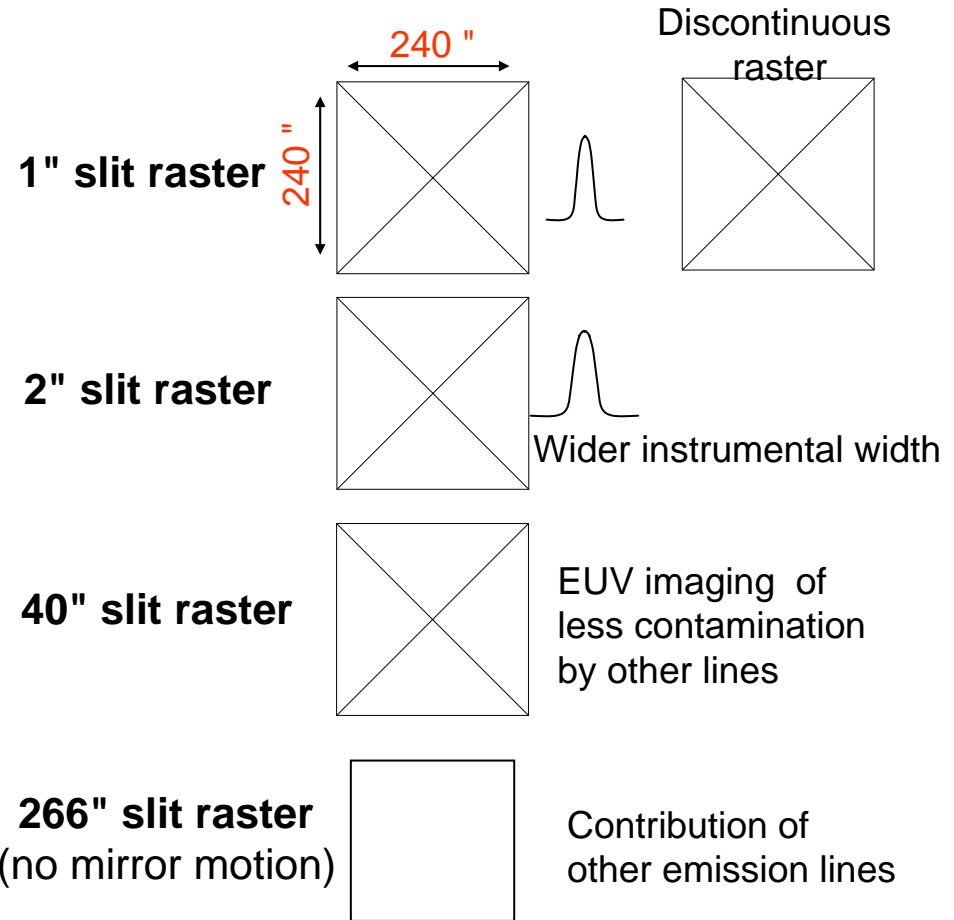 Discontinuous
raster
240 "
240 "
1" slit raster
2" slit raster
Wider instrumental width
40" slit raster
EUV imaging of
less contamination
by other lines
266" slit raster
(no mirror motion)
Contribution of
other emission lines